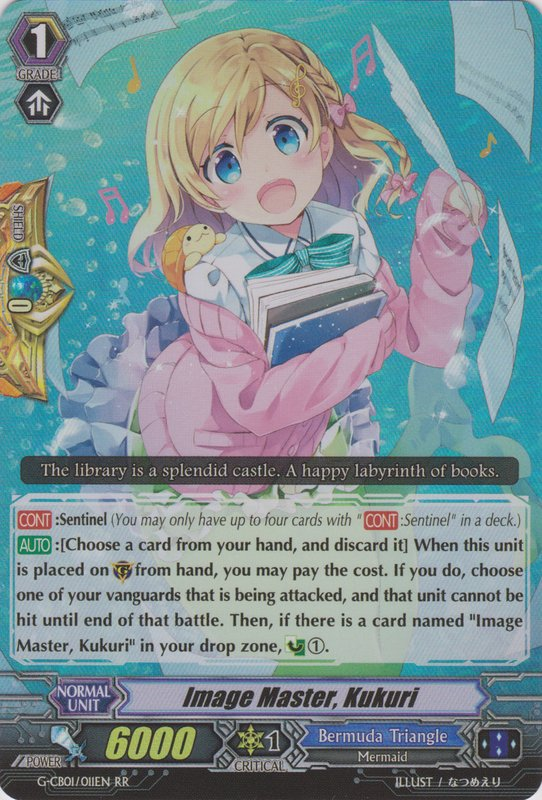 1
GRADE1
SHIELD
0
The library is a splendid castle. A happy labyrinth of books.
CONT :Sentinel (You may only have up to four cards with "CONT :Sentinel" in a deck.)
AUTO :[Choose a card from your hand, and discard it] When this unit
is placed on G from hand, you may pay the cost. If you do, choose
one of your vanguards that is being attacked, and that unit cannot be
hit until end of that battle. Then, if there is a card named "Image
Master, Kukuri" in your drop zone, ①.
NORMAL
UNIT
Image Master, Kukuri
POWER
6000
1
CRITICAL
Bermuda Triangle
Mermaid
G-CB01/011EN RR
ILLUST / なつめえり